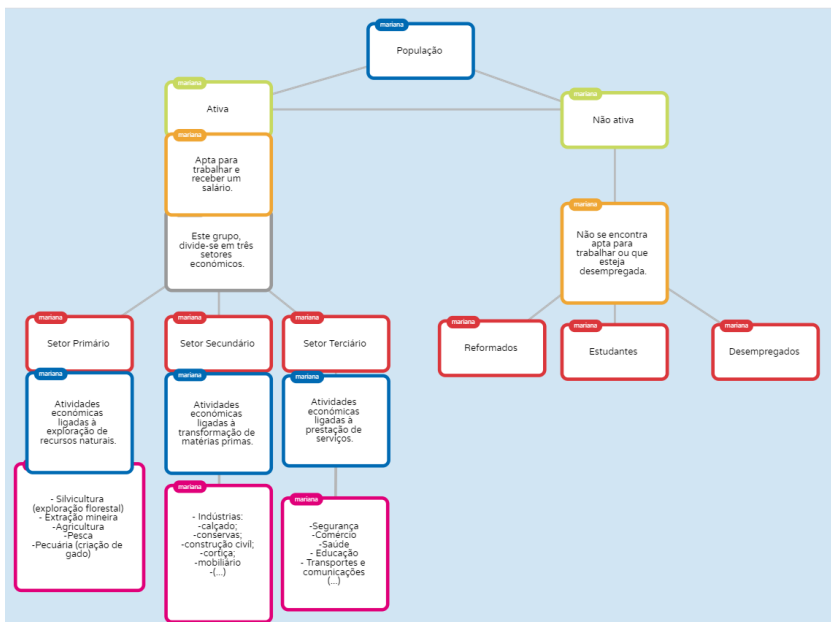 mariana
População
mariana
Ativa
mariana
Não ativa
mariana
Apta para
trabalhar e
receber um
salário.
Este grupo,
divide-se em três
setores
económicos.
mariana
Não se encontra
apta para
trabalhar ou que
esteja
desempregada.
mariana
Setor Primário
mariana
Setor Secundário
mariana
Setor Terciário
mariana
Reformados
mariana
Estudantes
mariana
Desempregados
mariana
Atividades
económicas
ligadas à
exploração de
recursos naturais.
mariana
Atividades
económicas
ligadas à
transformação de
matérias primas.
mariana
Atividades
económicas
ligadas à
prestação de
serviços.
- Silvicultura
(exploração florestal)
- Extração mineira
-Agricultura
-Pesca
-Pecuária (criação de
gado)
mariana
- Indústrias:
-calçado;
-conservas;
-construção civíl;
-cortiça;
-mobiliário
-(...)
mariana
-Segurança
-Comércio
-Saúde
- Educação
- Transportes e
comunicações
(...)